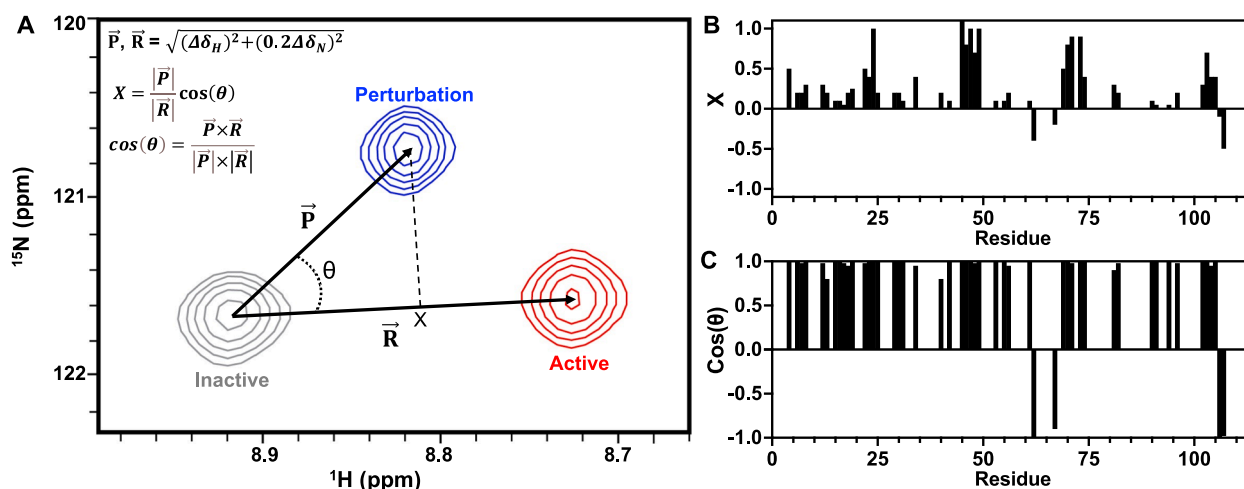 A
P⃗, R⃗ = √(Δδ_H)²+(0.2Δδ_N)²
X = |P⃗| / |R⃗| cos(θ)
cos(θ) = P⃗×R⃗ / |P⃗|×|R⃗|
Perturbation
P⃗
θ
X
R⃗
Inactive
Active
120
121
122
¹⁵N (ppm)
8.9
8.8
8.7
¹H (ppm)
B
1.0
0.5
0.0
-0.5
-1.0
X
0
25
50
75
100
Residue
C
1.0
0.5
0.0
-0.5
-1.0
Cos(θ)
0
25
50
75
100
Residue